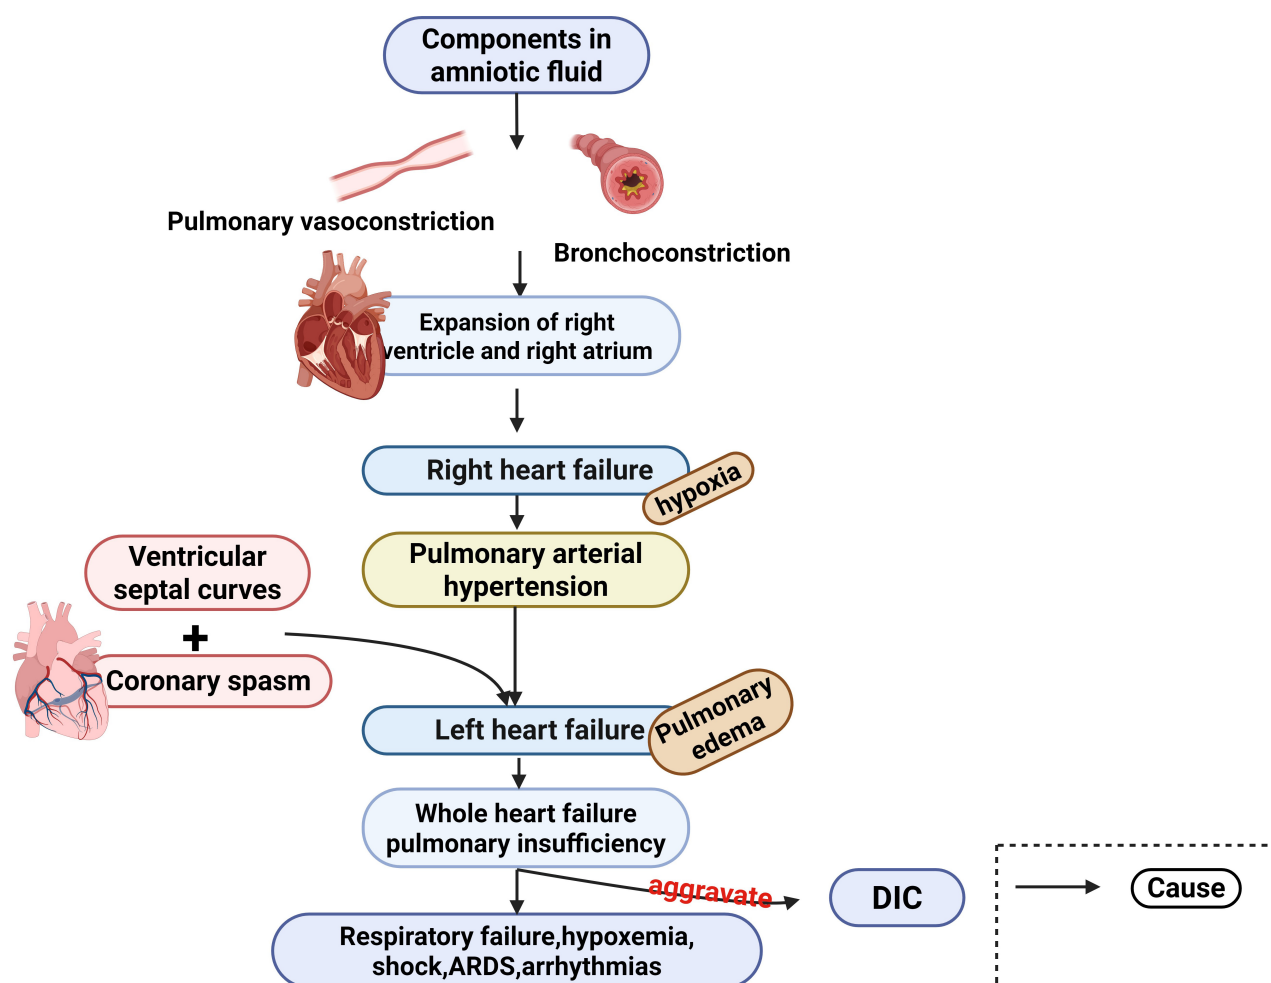 Components in
amniotic fluid
Pulmonary vasoconstriction
Bronchoconstriction
Expansion of right
ventricle and right atrium
Right heart failure
hypoxia
Pulmonary arterial
hypertension
Ventricular
septal curves
+
Coronary spasm
Left heart failure
Pulmonary
edema
Whole heart failure
pulmonary insufficiency
aggravate
DIC
Cause
Respiratory failure,hypoxemia,
shock,ARDS,arrhythmias